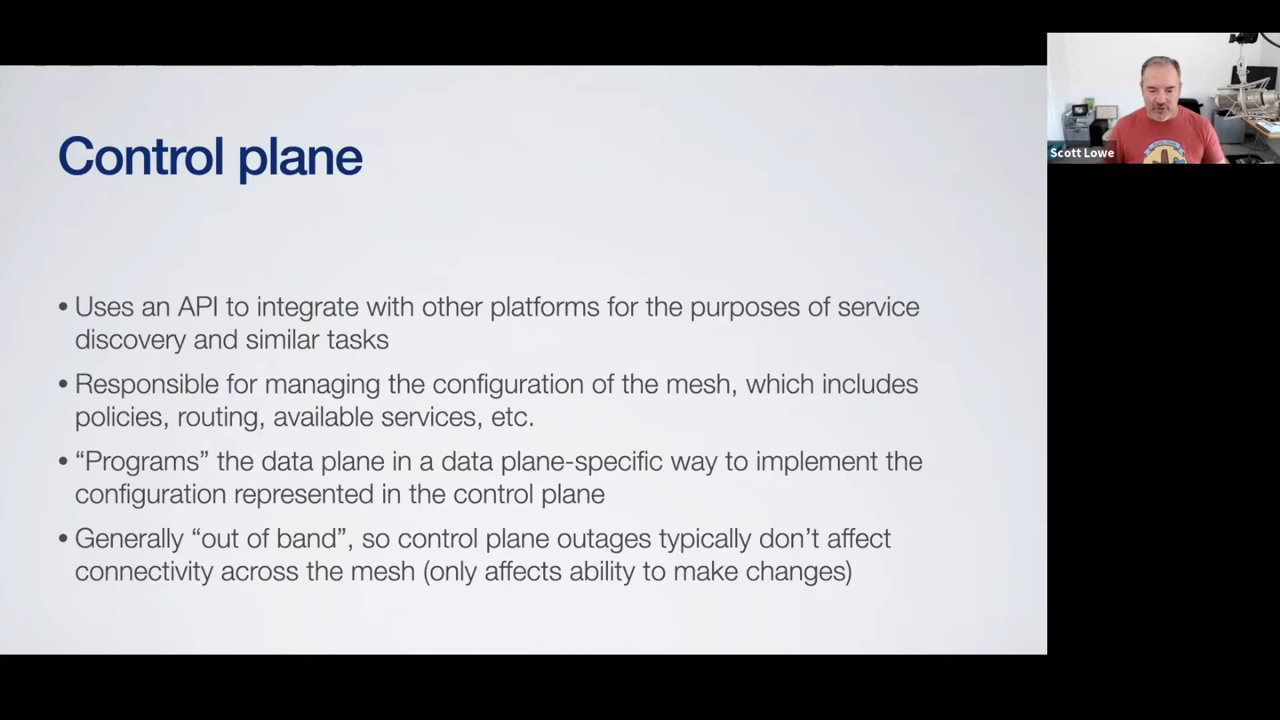 Control plane
• Uses an API to integrate with other platforms for the purposes of service
discovery and similar tasks
• Responsible for managing the configuration of the mesh, which includes
policies, routing, available services, etc.
• “Programs” the data plane in a data plane-specific way to implement the
configuration represented in the control plane
• Generally “out of band”, so control plane outages typically don’t affect
connectivity across the mesh (only affects ability to make changes)
Scott Lowe